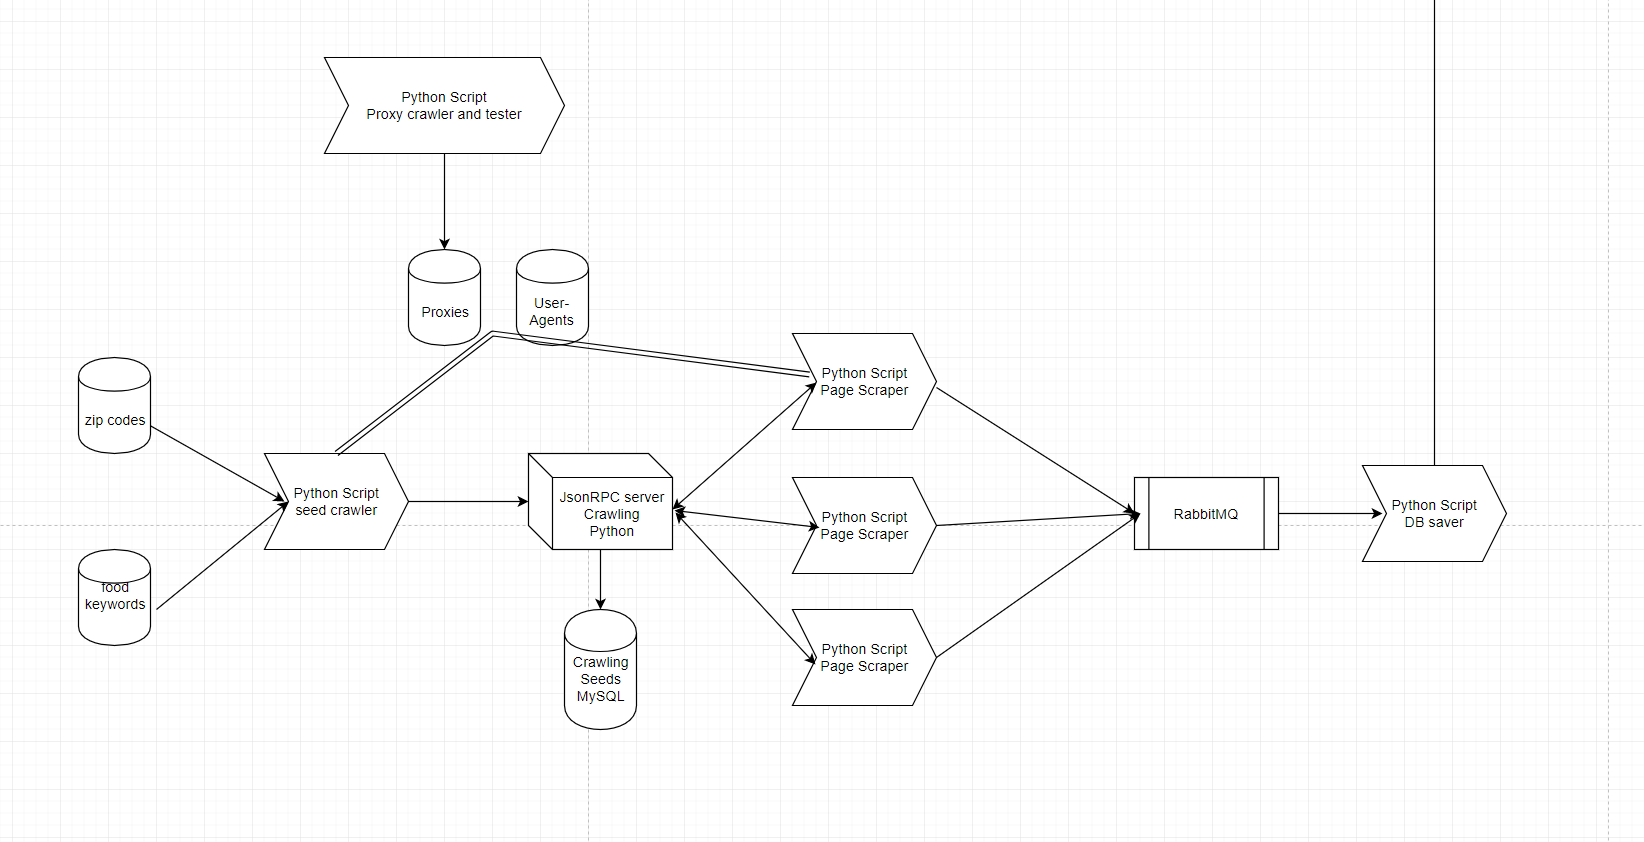 Python Script
Proxy crawler and tester
Proxies
User-
Agents
zip codes
food
keywords
Python Script
seed crawler
JsonRPC server
Crawling
Python
Crawling
Seeds
MySQL
Python Script
Page Scraper
Python Script
Page Scraper
Python Script
Page Scraper
RabbitMQ
Python Script
DB saver